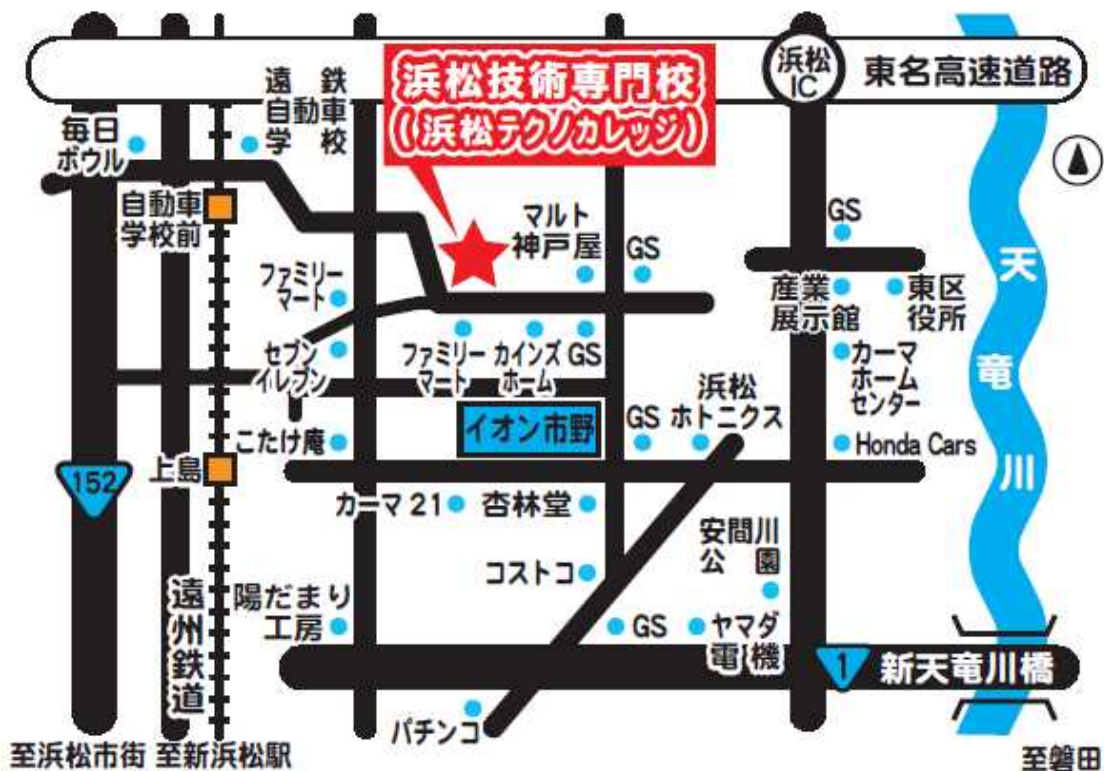 浜松
IC
東名高速道路
浜松技術専門校
(浜松テクノカレッジ)
遠鉄
自動車
学校
毎日
ボウル
自動車
学校前
マルト
神戸屋
GS
GS
天竜川
ファミリー
マート
産業
展示館
東区
役所
セブン
イレブン
ファミリー
マート
カインズ
ホーム
GS
カーマ
ホーム
センター
浜松
ホトニクス
イオン市野
GS
こたけ庵
Honda Cars
152
上島
カーマ21
杏林堂
安間川
公園
コストコ
遠州鉄道
陽だまり
工房
GS
ヤマダ
電機
1
新天竜川橋
パチンコ
至浜松市街
至新浜松駅
至磐田